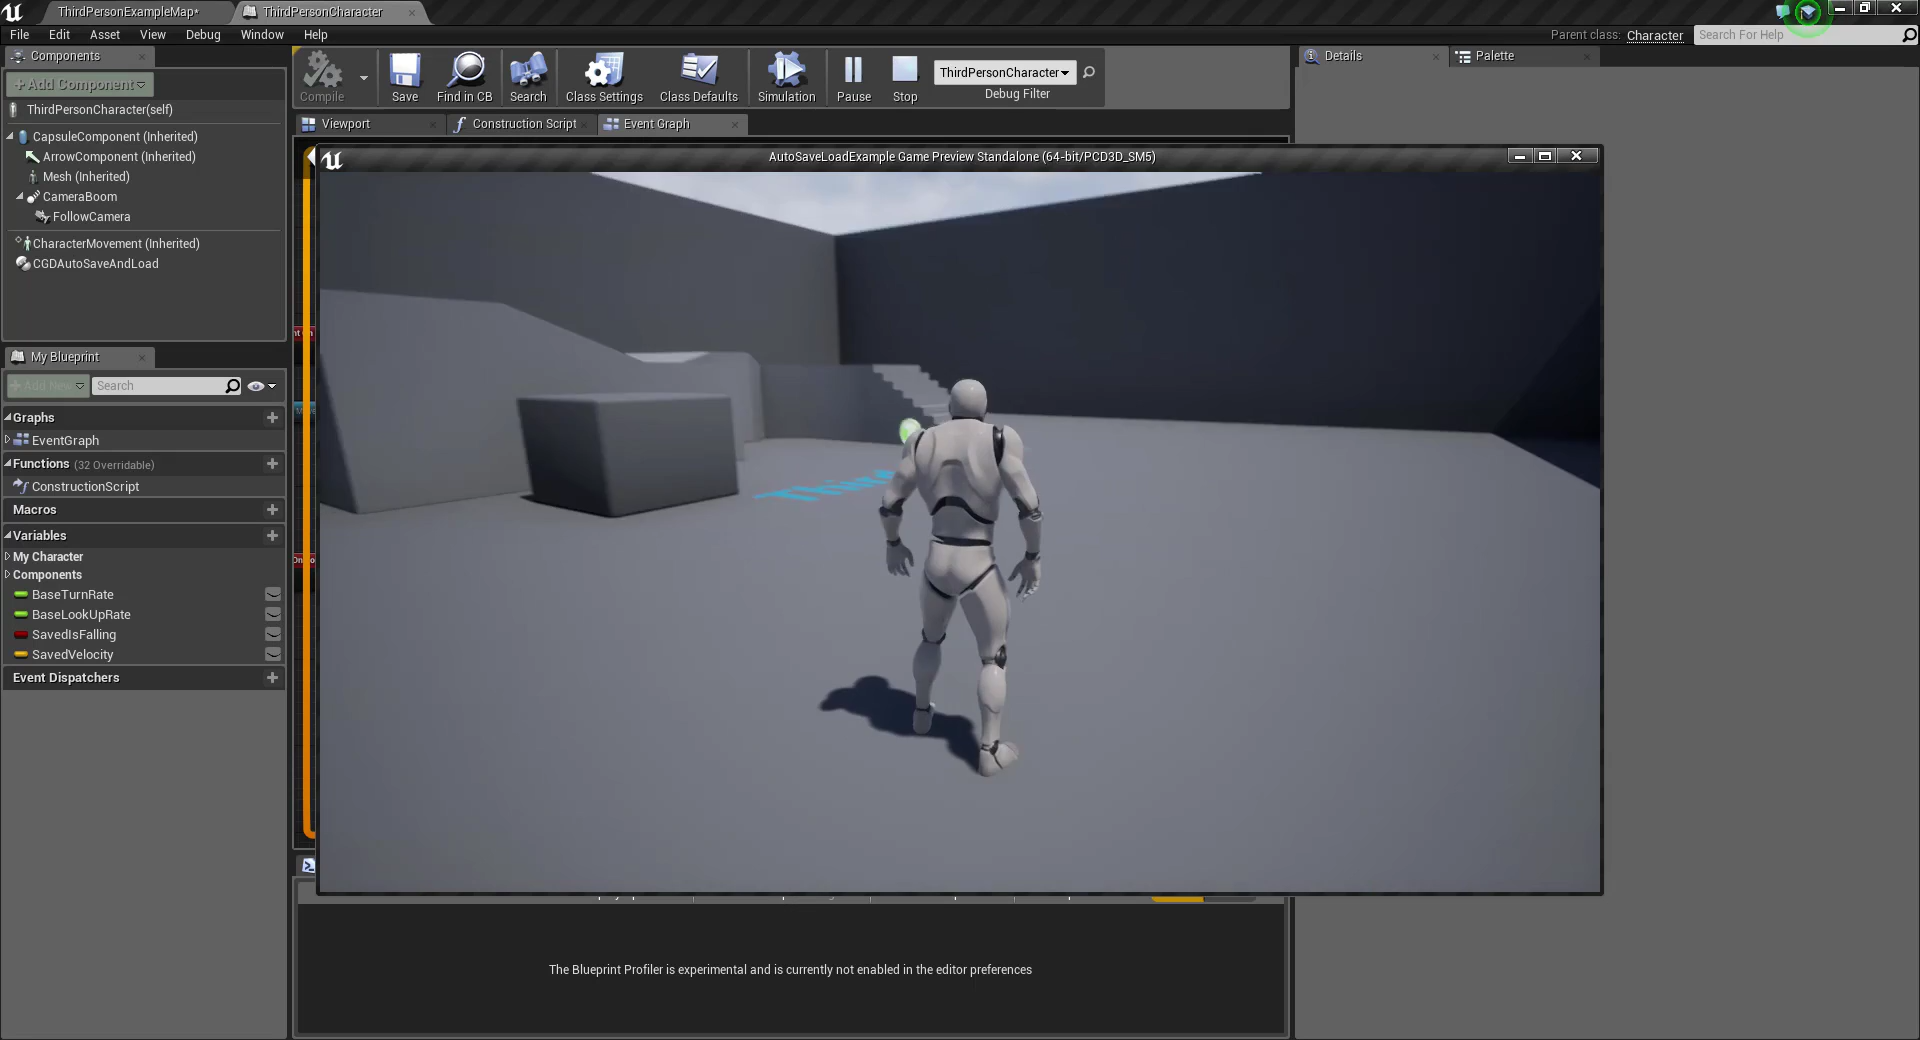 ThirdPersonExampleMap*
ThirdPersonCharacter
File Edit Asset View Debug Window Help
Parent class: Character
Search For Help
Components
Add Component
ThirdPersonCharacter(self)
CapsuleComponent (Inherited)
ArrowComponent (Inherited)
Mesh (Inherited)
CameraBoom
FollowCamera
CharacterMovement (Inherited)
CGDAutoSaveAndLoad
My Blueprint
Add New
Search
Graphs
EventGraph
Functions (32 Overridable)
ConstructionScript
Macros
Variables
My Character
Components
BaseTurnRate
BaseLookUpRate
SavedIsFalling
SavedVelocity
Event Dispatchers
Compile
Save
Find in CB
Search
Class Settings
Class Defaults
Simulation
Pause
Stop
ThirdPersonCharacter
Debug Filter
Viewport
Construction Script
Event Graph
AutoSaveLoadExample Game Preview Standalone (64-bit/PCD3D_SM5)
The Blueprint Profiler is experimental and is currently not enabled in the editor preferences
Details
Palette